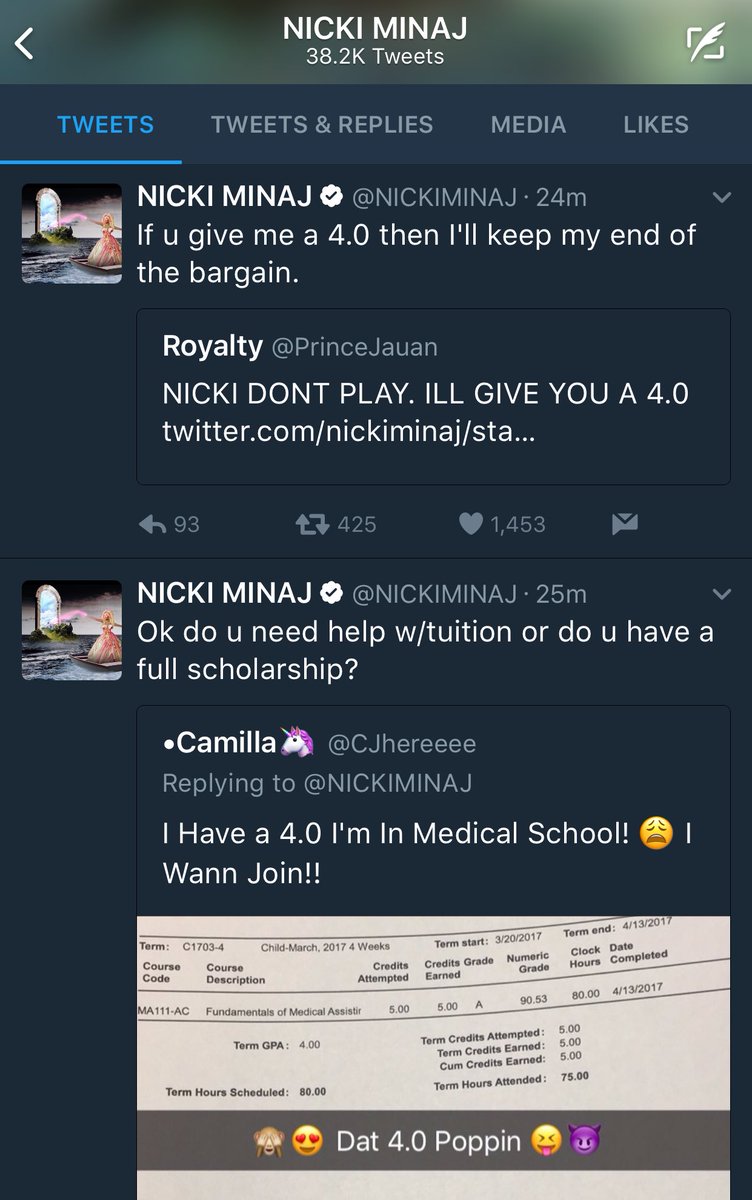 NICKI MINAJ
38.2K Tweets
TWEETS TWEETS & REPLIES MEDIA LIKES
NICKI MINAJ @NICKIMINAJ · 24m
If u give me a 4.0 then I'll keep my end of
the bargain.
Royalty @PrinceJauan
NICKI DONT PLAY. ILL GIVE YOU A 4.0
twitter.com/nickiminaj/sta...
93 425 1,453
NICKI MINAJ @NICKIMINAJ · 25m
Ok do u need help w/tuition or do u have a
full scholarship?
•Camilla🦄 @CJhereeee
Replying to @NICKIMINAJ
I Have a 4.0 I'm In Medical School! 😩 I
Wann Join!!
Term: C1703-4 Child-March, 2017 4 Weeks Term start: 3/20/2017 Term end: 4/13/2017
Course Course Credits Credits Grade Numeric Clock Date
Code Description Attempted Earned Grade Hours Completed
MA111-AC Fundamentals of Medical Assistir 5.00 5.00 A 90.53 80.00 4/13/2017
Term GPA: 4.00 Term Credits Attempted: 5.00
Term Credits Earned: 5.00
Cum Credits Earned: 5.00
Term Hours Scheduled: 80.00 Term Hours Attended: 75.00
🙈😍 Dat 4.0 Poppin 😝😈